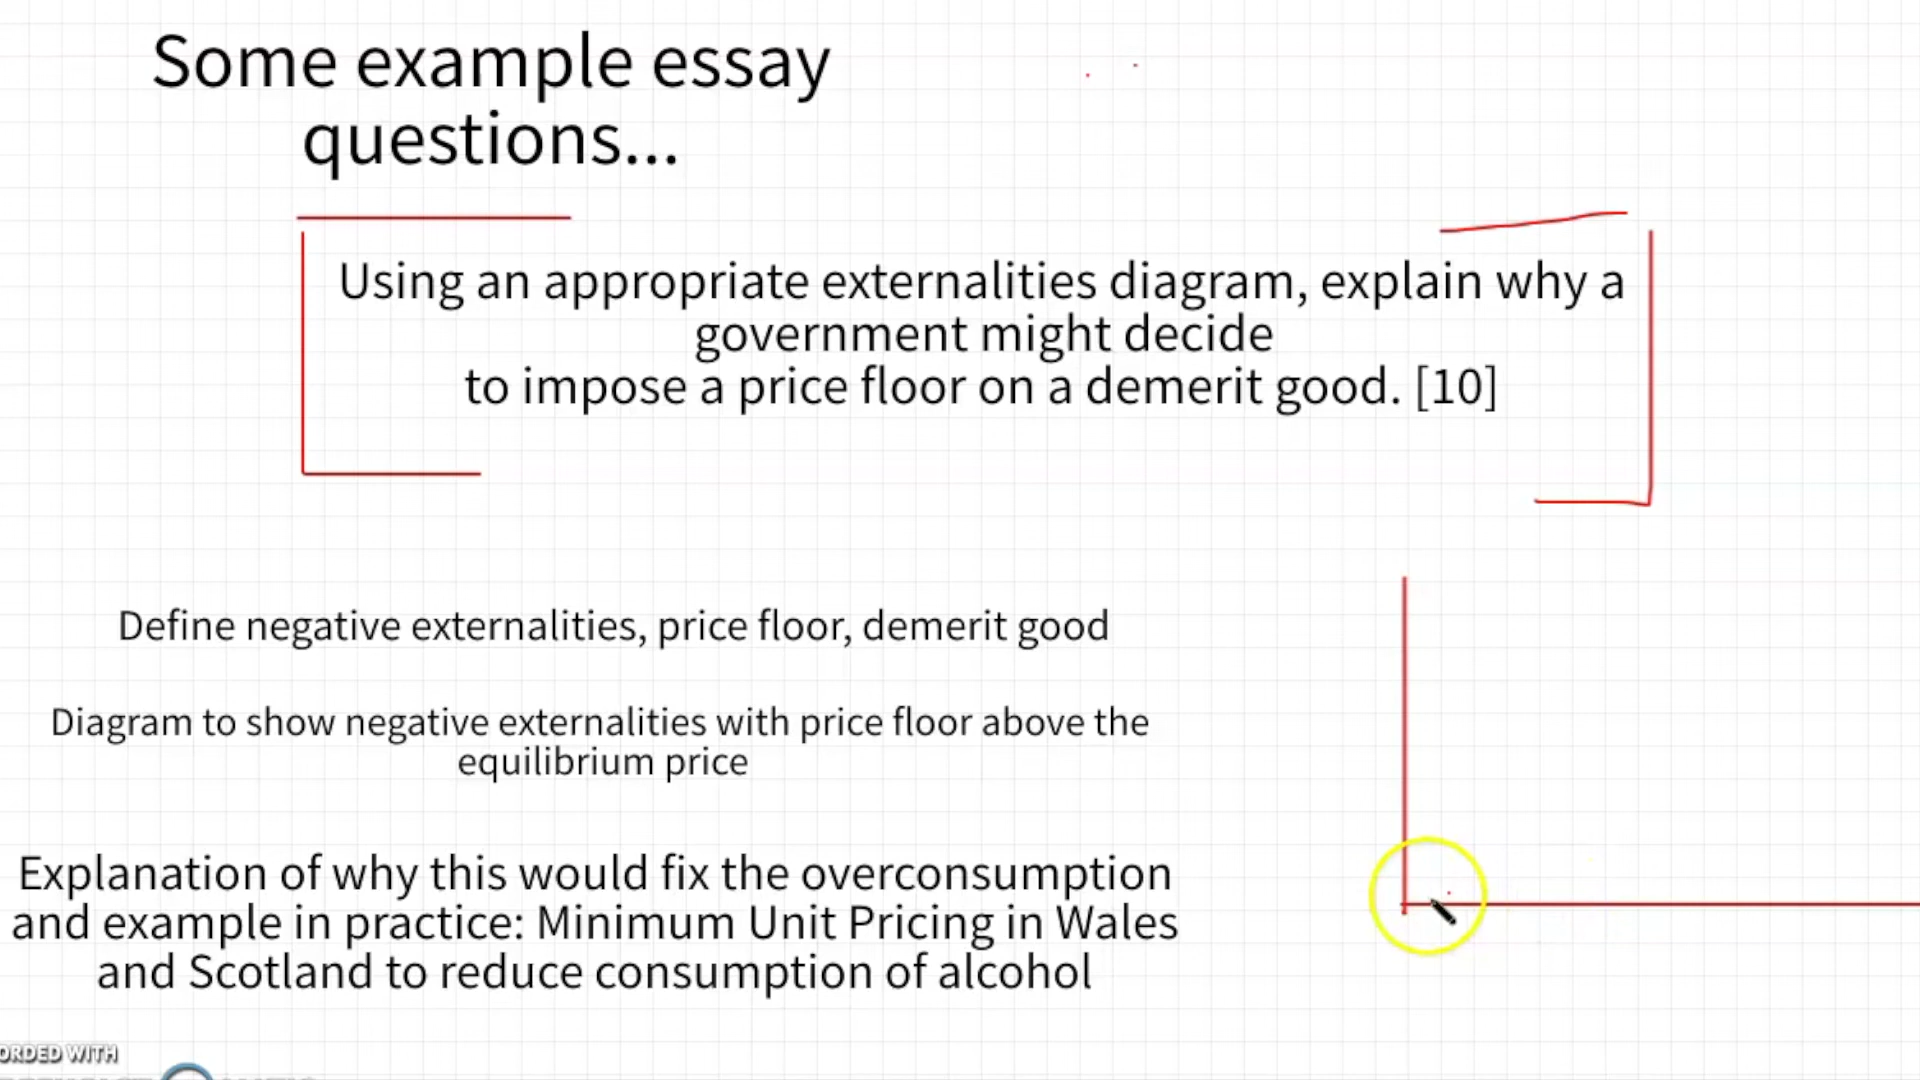 Some example essay
questions...
Using an appropriate externalities diagram, explain why a
government might decide
to impose a price floor on a demerit good. [10]
Define negative externalities, price floor, demerit good
Diagram to show negative externalities with price floor above the
equilibrium price
Explanation of why this would fix the overconsumption
and example in practice: Minimum Unit Pricing in Wales
and Scotland to reduce consumption of alcohol
ORDED WITH